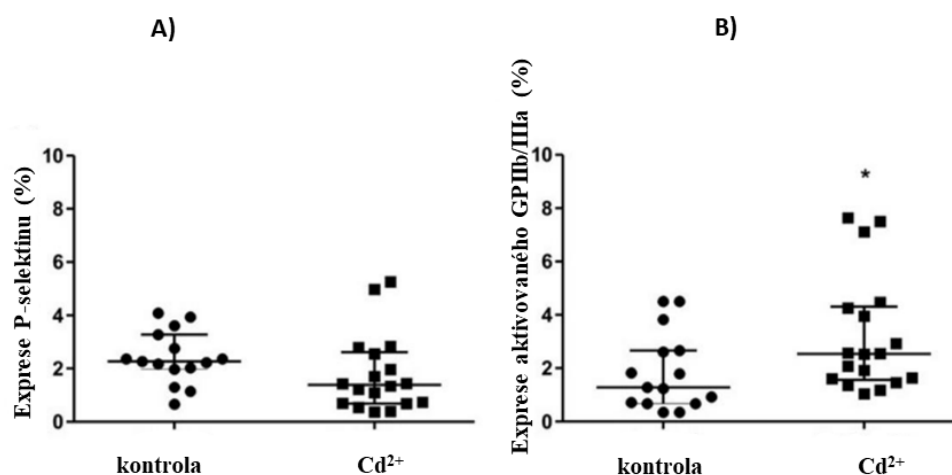 A)
Exprese P-selektinu (%)
10
8
6
4
2
0
kontrola
Cd²⁺
B)
Exprese aktivovaného GPIIb/IIIa (%)
10
8
6
4
2
0
*
kontrola
Cd²⁺